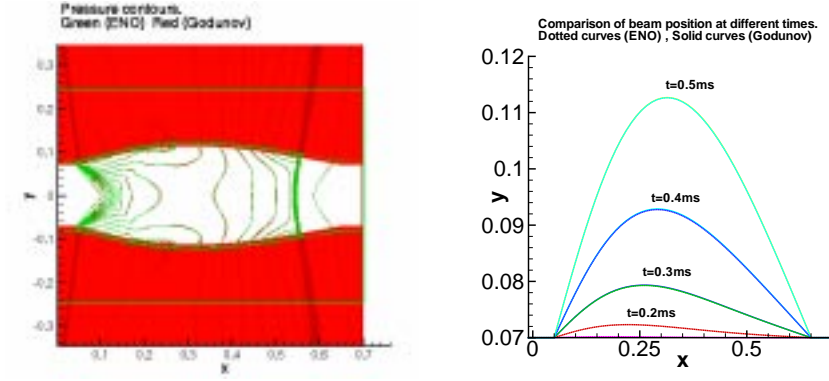 Pressure contours.
Green (ENO) Red (Godunov)
0.3
0.2
0.1
0
-0.1
-0.2
-0.3
y
0.1 0.2 0.3 0.4 0.5 0.6 0.7
x
Comparison of beam position at different times.
Dotted curves (ENO) , Solid curves (Godunov)
0.12
0.11
0.1
0.09
0.08
0.07
y
t=0.5ms
t=0.4ms
t=0.3ms
t=0.2ms
0 0.25 0.5
x